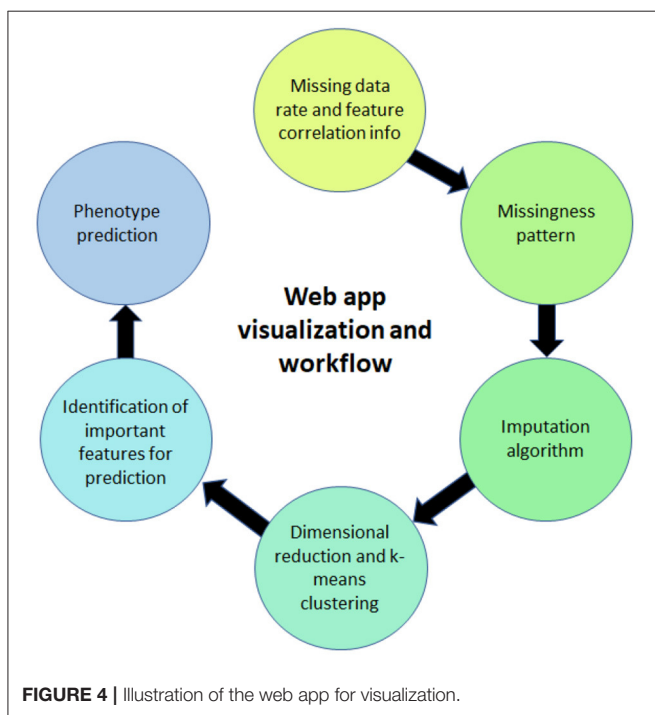 Missing data
rate and feature
correlation info
Missingness
pattern
Imputation
algorithm
Dimensional
reduction and k-
means
clustering
Identification of
important
features for
prediction
Phenotype
prediction
Web app
visualization and
workflow
FIGURE 4 | Illustration of the web app for visualization.